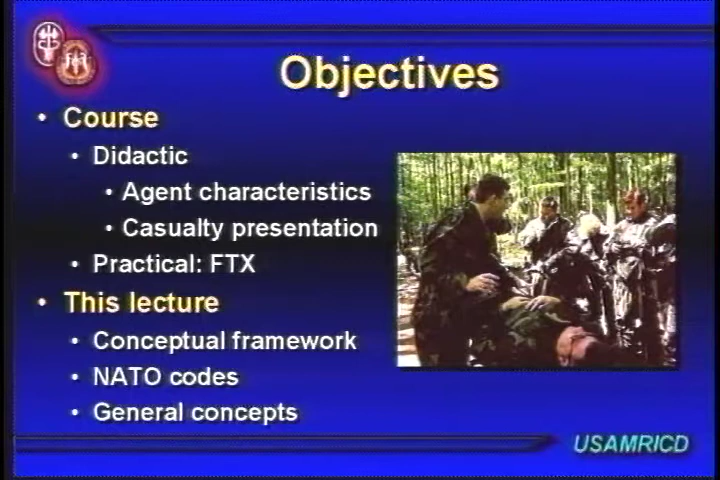 Objectives
• Course
• Didactic
• Agent characteristics
• Casualty presentation
• Practical: FTX
• This lecture
• Conceptual framework
• NATO codes
• General concepts
USAMRICD